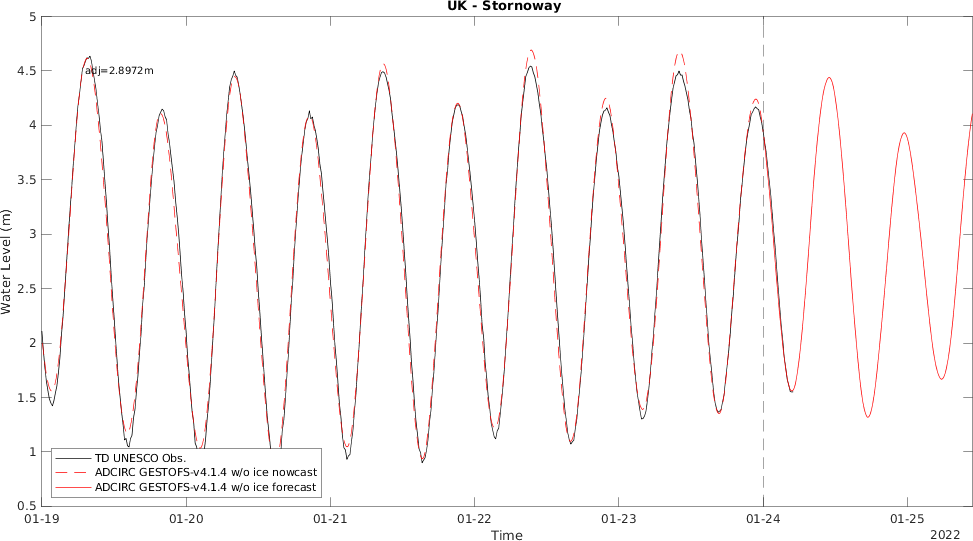 UK - Stornoway
5
adj=2.8972m
4.5
4
3.5
3
2.5
2
1.5
1
0.5
Water Level (m)
TD UNESCO Obs.
ADCIRC GESTOFS-v4.1.4 w/o ice nowcast
ADCIRC GESTOFS-v4.1.4 w/o ice forecast
01-19 01-20 01-21 01-22 01-23 01-24 01-25
Time
2022